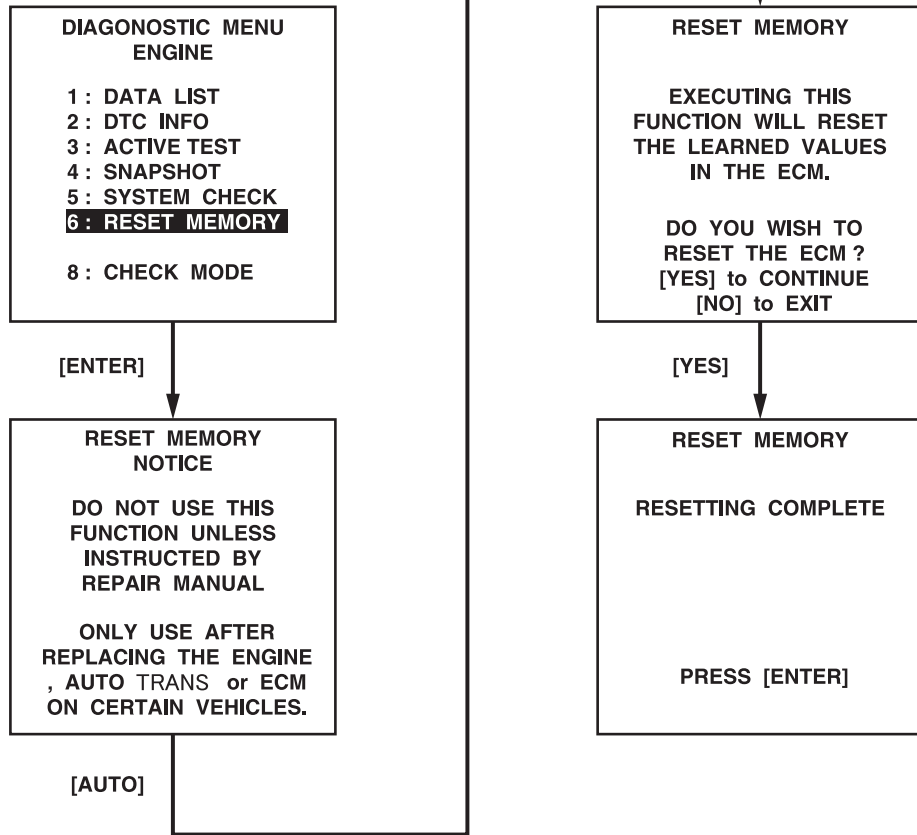 DIAGONOSTIC MENU
ENGINE
1 : DATA LIST
2 : DTC INFO
3 : ACTIVE TEST
4 : SNAPSHOT
5 : SYSTEM CHECK
6 : RESET MEMORY
8 : CHECK MODE
[ENTER]
RESET MEMORY
NOTICE
DO NOT USE THIS
FUNCTION UNLESS
INSTRUCTED BY
REPAIR MANUAL
ONLY USE AFTER
REPLACING THE ENGINE
, AUTO TRANS or ECM
ON CERTAIN VEHICLES.
[AUTO]
RESET MEMORY
EXECUTING THIS
FUNCTION WILL RESET
THE LEARNED VALUES
IN THE ECM.
DO YOU WISH TO
RESET THE ECM ?
[YES] to CONTINUE
[NO] to EXIT
[YES]
RESET MEMORY
RESETTING COMPLETE
PRESS [ENTER]